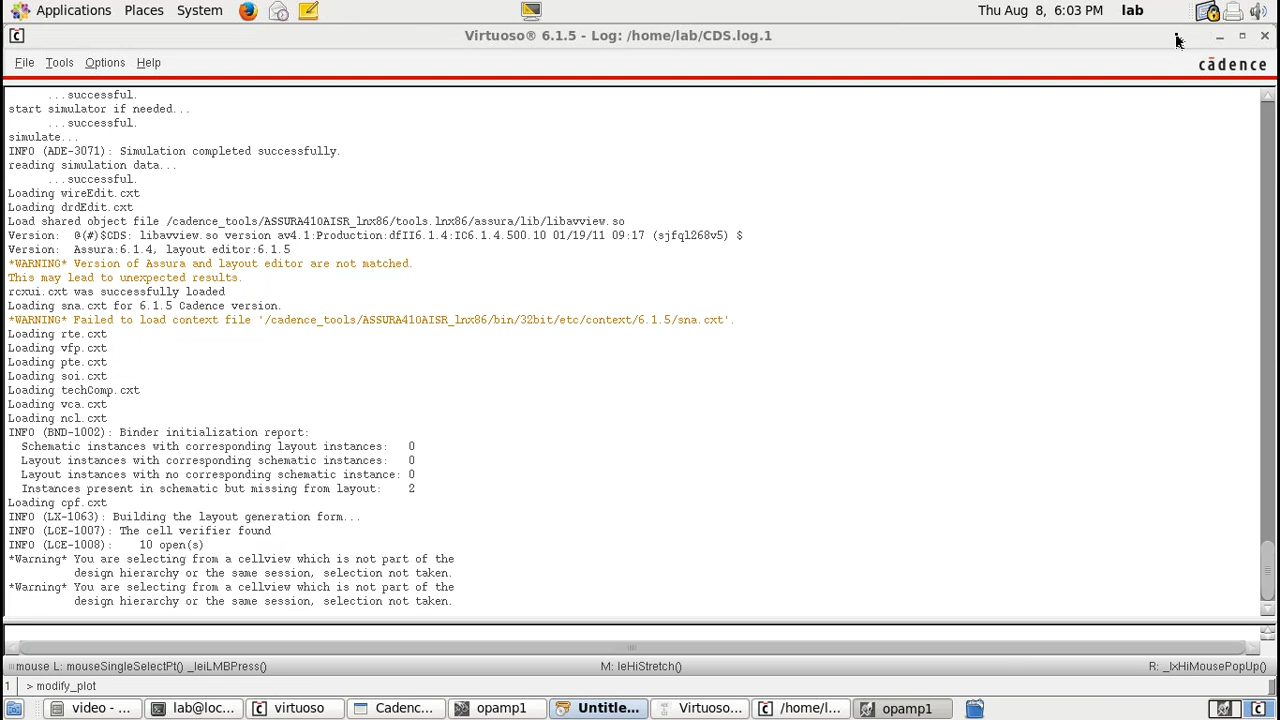 Applications Places System
Thu Aug 8, 6:03 PM lab
Virtuoso® 6.1.5 - Log: /home/lab/CDS.log.1
File Tools Options Help
cādence
...successful.
start simulator if needed...
...successful.
simulate...
INFO (ADE-3071): Simulation completed successfully.
reading simulation data...
...successful.
Loading wireEdit.cxt
Loading drdEdit.cxt
Load shared object file /cadence_tools/ASSURA410AISR_lnx86/tools.lnx86/assura/lib/libavview.so
Version: @(#)$CDS: libavview.so version av4.1:Production:dfII6.1.4:IC6.1.4.500.10 01/19/11 09:17 (sjfql268v5) $
Version: Assura:6.1.4, layout editor:6.1.5
*WARNING* Version of Assura and layout editor are not matched.
This may lead to unexpected results.
rcxui.cxt was successfully loaded
Loading sna.cxt for 6.1.5 Cadence version.
*WARNING* Failed to load context file '/cadence_tools/ASSURA410AISR_lnx86/bin/32bit/etc/context/6.1.5/sna.cxt'.
Loading rte.cxt
Loading vfp.cxt
Loading pte.cxt
Loading soi.cxt
Loading techComp.cxt
Loading vca.cxt
Loading ncl.cxt
INFO (BND-1002): Binder initialization report:
Schematic instances with corresponding layout instances: 0
Layout instances with corresponding schematic instances: 0
Layout instances with no corresponding schematic instance: 0
Instances present in schematic but missing from layout: 2
Loading cpf.cxt
INFO (LX-1063): Building the layout generation form...
INFO (LCE-1007): The cell verifier found
INFO (LCE-1008): 10 open(s)
*Warning* You are selecting from a cellview which is not part of the
design hierarchy or the same session, selection not taken.
*Warning* You are selecting from a cellview which is not part of the
design hierarchy or the same session, selection not taken.
mouse L: mouseSingleSelectPt() _leiLMBPress() M: leHiStretch() R: _lxHiMousePopUp()
1 > modify_plot
video - ... lab@loc... virtuoso Cadenc... opamp1 Untitle... Virtuoso... /home/l... opamp1